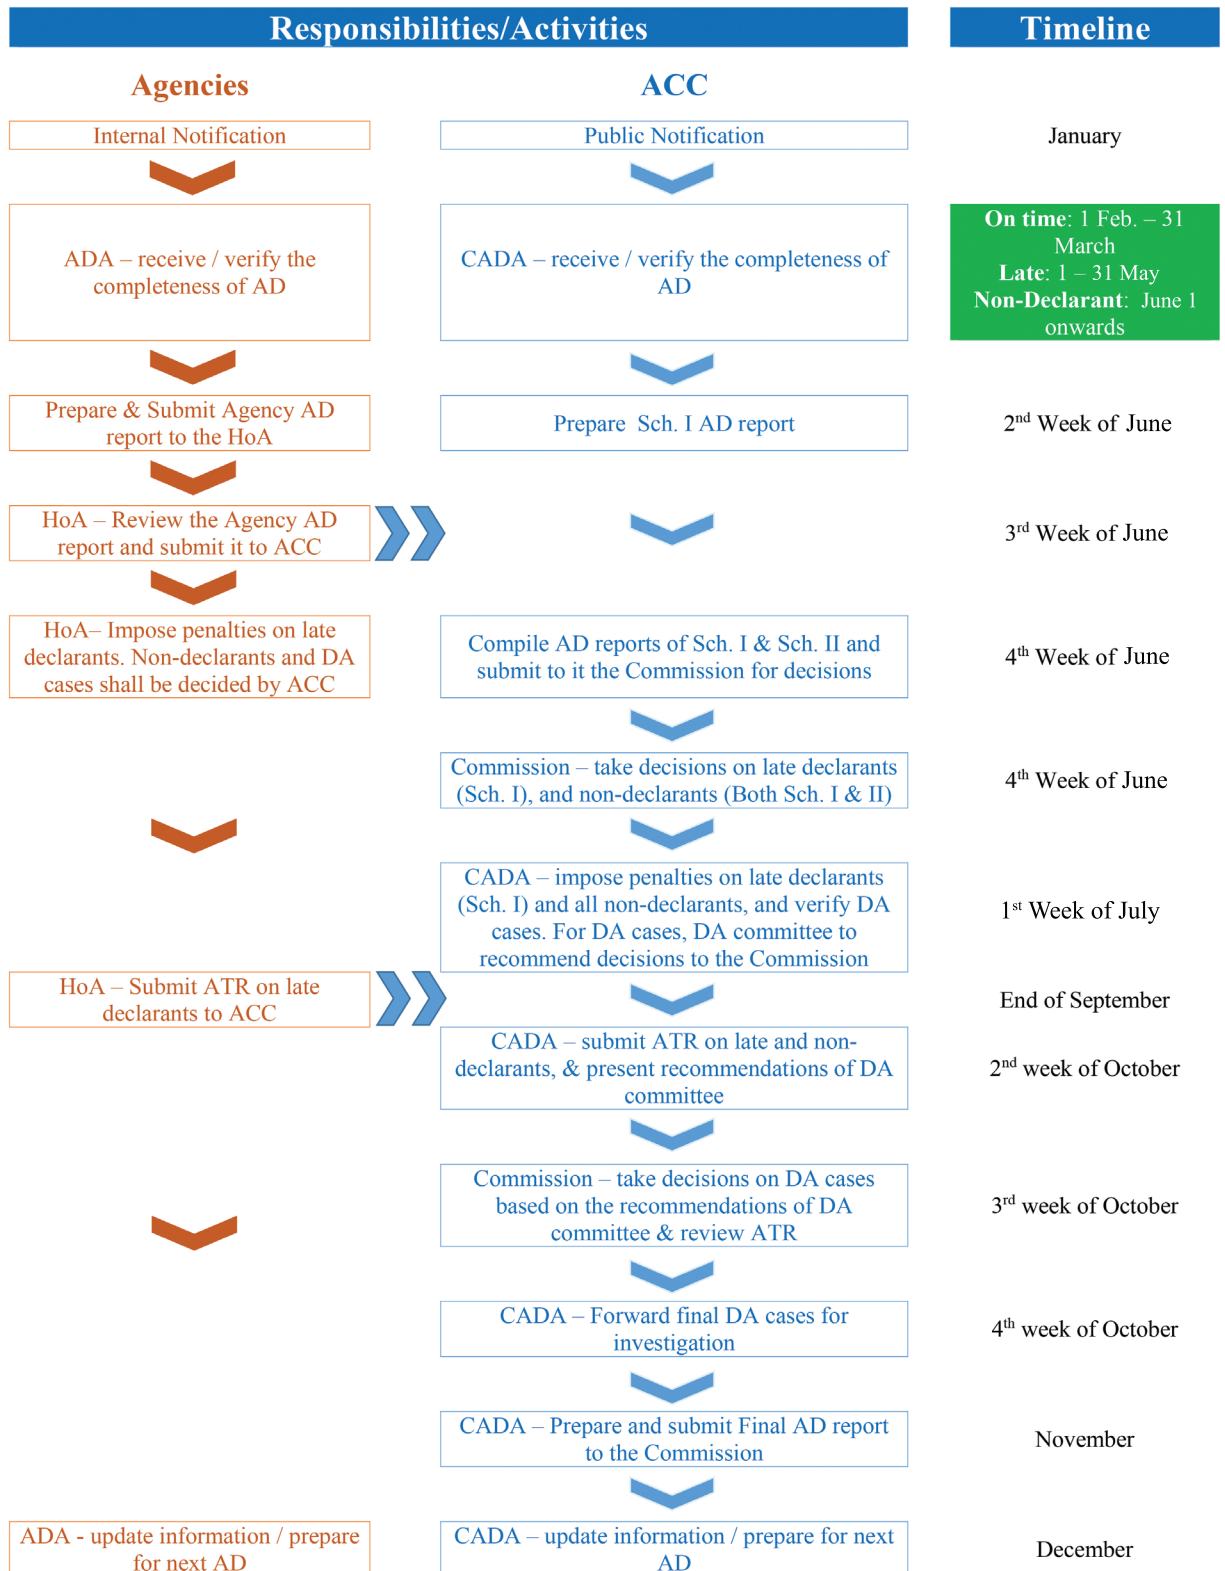 Responsibilities/Activities
Timeline
Agencies
ACC
Internal Notification
Public Notification
January
ADA – receive / verify the
completeness of AD
CADA – receive / verify the completeness of
AD
On time: 1 Feb. – 31
March
Late: 1 – 31 May
Non-Declarant: June 1
onwards
Prepare & Submit Agency AD
report to the HoA
Prepare Sch. I AD report
2nd Week of June
HoA – Review the Agency AD
report and submit it to ACC
3rd Week of June
HoA– Impose penalties on late
declarants. Non-declarants and DA
cases shall be decided by ACC
Compile AD reports of Sch. I & Sch. II and
submit to it the Commission for decisions
4th Week of June
Commission – take decisions on late declarants
(Sch. I), and non-declarants (Both Sch. I & II)
4th Week of June
CADA – impose penalties on late declarants
(Sch. I) and all non-declarants, and verify DA
cases. For DA cases, DA committee to
recommend decisions to the Commission
1st Week of July
HoA – Submit ATR on late
declarants to ACC
End of September
CADA – submit ATR on late and non-
declarants, & present recommendations of DA
committee
2nd week of October
Commission – take decisions on DA cases
based on the recommendations of DA
committee & review ATR
3rd week of October
CADA – Forward final DA cases for
investigation
4th week of October
CADA – Prepare and submit Final AD report
to the Commission
November
ADA - update information / prepare
for next AD
CADA – update information / prepare for next
AD
December